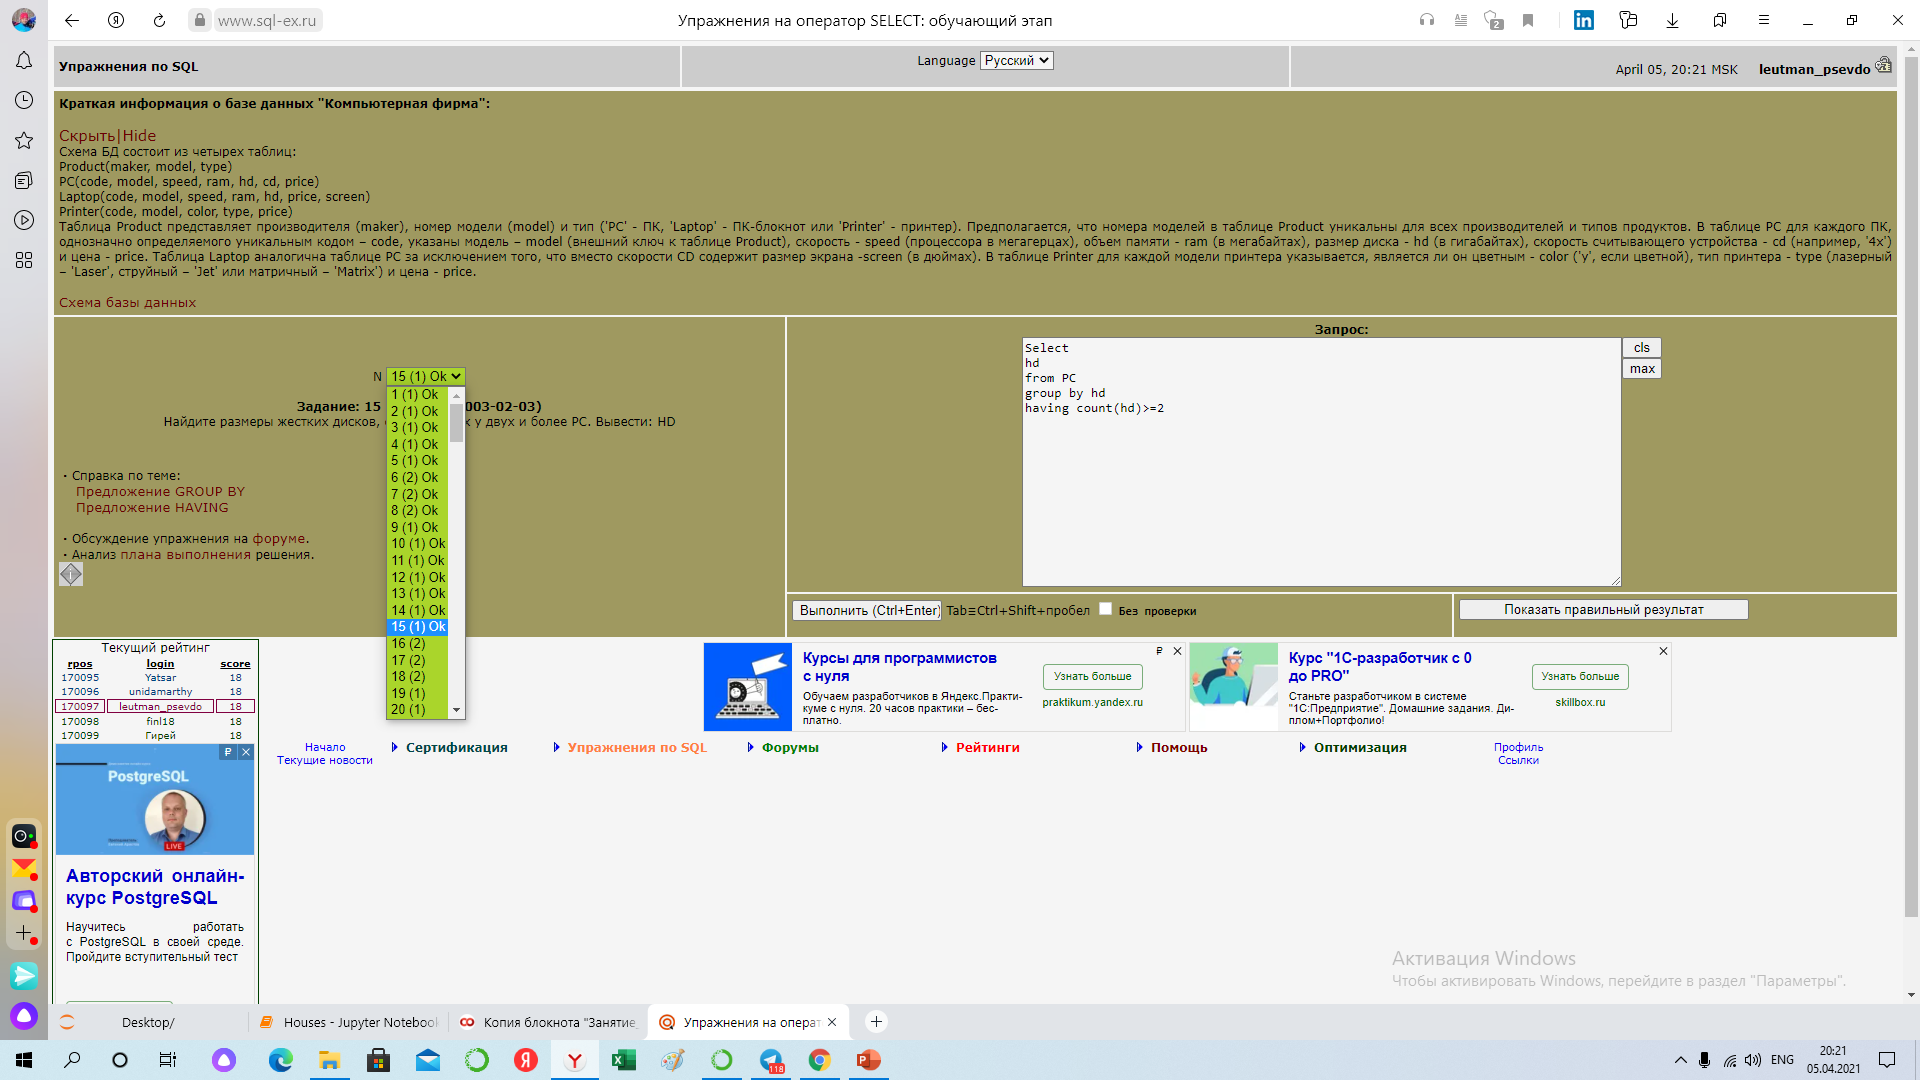 www.sql-ex.ru
Упражнения на оператор SELECT: обучающий этап
2
Упражнения по SQL
Language Русский
April 05, 20:21 MSK leutman_psevdo
Краткая информация о базе данных "Компьютерная фирма":
Скрыть|Hide
Схема БД состоит из четырех таблиц:
Product(maker, model, type)
PC(code, model, speed, ram, hd, cd, price)
Laptop(code, model, speed, ram, hd, price, screen)
Printer(code, model, color, type, price)
Таблица Product представляет производителя (maker), номер модели (model) и тип ('PC' - ПК, 'Laptop' - ПК-блокнот или 'Printer' - принтер). Предполагается, что номера моделей в таблице Product уникальны для всех производителей и типов продуктов. В таблице PC для каждого ПК,
однозначно определяемого уникальным кодом – code, указаны модель – model (внешний ключ к таблице Product), скорость - speed (процессора в мегагерцах), объем памяти - ram (в мегабайтах), размер диска - hd (в гигабайтах), скорость считывающего устройства - cd (например, '4x')
и цена - price. Таблица Laptop аналогична таблице РС за исключением того, что вместо скорости CD содержит размер экрана -screen (в дюймах). В таблице Printer для каждой модели принтера указывается, является ли он цветным - color ('y', если цветной), тип принтера - type (лазерный
– 'Laser', струйный – 'Jet' или матричный – 'Matrix') и цена - price.
Схема базы данных
N 15 (1) Ok
1 (1) Ok
2 (1) Ok
3 (1) Ok
4 (1) Ok
5 (1) Ok
6 (2) Ok
7 (2) Ok
8 (2) Ok
9 (1) Ok
10 (1) Ok
11 (1) Ok
12 (1) Ok
13 (1) Ok
14 (1) Ok
15 (1) Ok
16 (2)
17 (2)
18 (2)
19 (1)
20 (1)
Задание: 15 003-02-03)
Найдите размеры жестких дисков, х у двух и более PC. Вывести: HD
· Справка по теме:
Предложение GROUP BY
Предложение HAVING
· Обсуждение упражнения на форуме.
· Анализ плана выполнения решения.
Запрос:
Select
hd
from PC
group by hd
having count(hd)>=2
cls
max
Выполнить (Ctrl+Enter) Tab≡Ctrl+Shift+пробел Без проверки
Показать правильный результат
Текущий рейтинг
rpos login score
170095 Yatsar 18
170096 unidamarthy 18
170097 leutman_psevdo 18
170098 finl18 18
170099 Гирей 18
Курсы для программистов
с нуля
Обучаем разработчиков в Яндекс.Практи-
куме с нуля. 20 часов практики – бес-
платно.
Узнать больше
praktikum.yandex.ru
Курс "1С-разработчик с 0
до PRO"
Станьте разработчиком в системе
"1С:Предприятие". Домашние задания. Ди-
плом+Портфолио!
Узнать больше
skillbox.ru
Начало
Текущие новости
Сертификация
Упражнения по SQL
Форумы
Рейтинги
Помощь
Оптимизация
Профиль
Ссылки
PostgreSQL
LIVE
Авторский онлайн-
курс PostgreSQL
Научитесь работать
с PostgreSQL в своей среде.
Пройдите вступительный тест
Активация Windows
Чтобы активировать Windows, перейдите в раздел "Параметры".
Desktop/
Houses - Jupyter Notebook
Копия блокнота "Занятие_
Упражнения на операт
118
ENG
20:21
05.04.2021